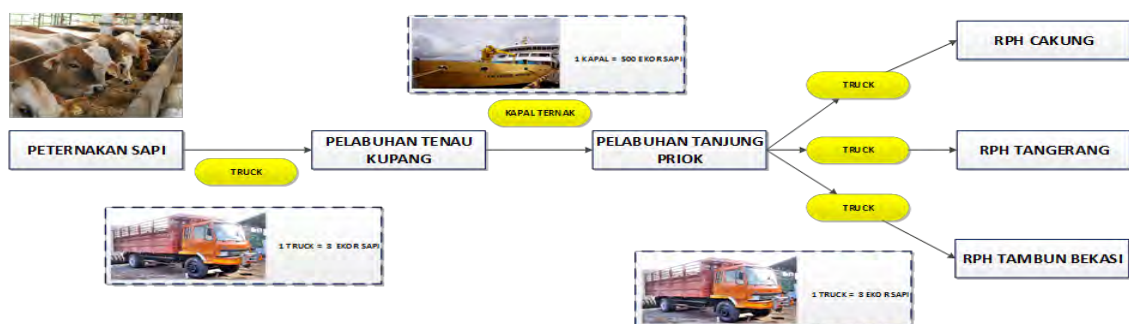 RPH CAKUNG
1 KAPAL = 500 EKOR SAPI
TRUCK
KAPAL TERNAK
PETERNAKAN SAPI
PELABUHAN TENAU
KUPANG
PELABUHAN TANJUNG
PRIOK
TRUCK
RPH TANGERANG
TRUCK
TRUCK
1 TRUCK = 3 EKOR SAPI
RPH TAMBUN BEKASI
1 TRUCK = 3 EKOR SAPI